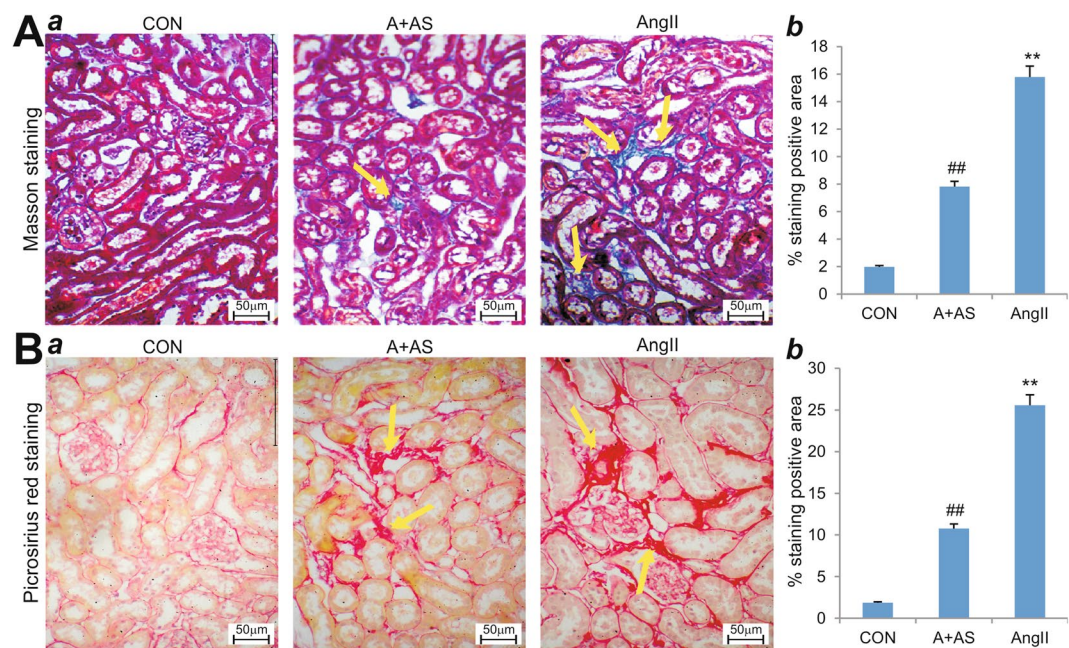 A
a
CON
A+AS
AngII
b
Masson staining
50µm
50µm
50µm
% staining positive area
18
16
14
12
10
8
6
4
2
0
##
**
CON
A+AS
AngII
B
a
CON
A+AS
AngII
b
Picrosirius red staining
50µm
50µm
50µm
% staining positive area
30
25
20
15
10
5
0
##
**
CON
A+AS
AngII